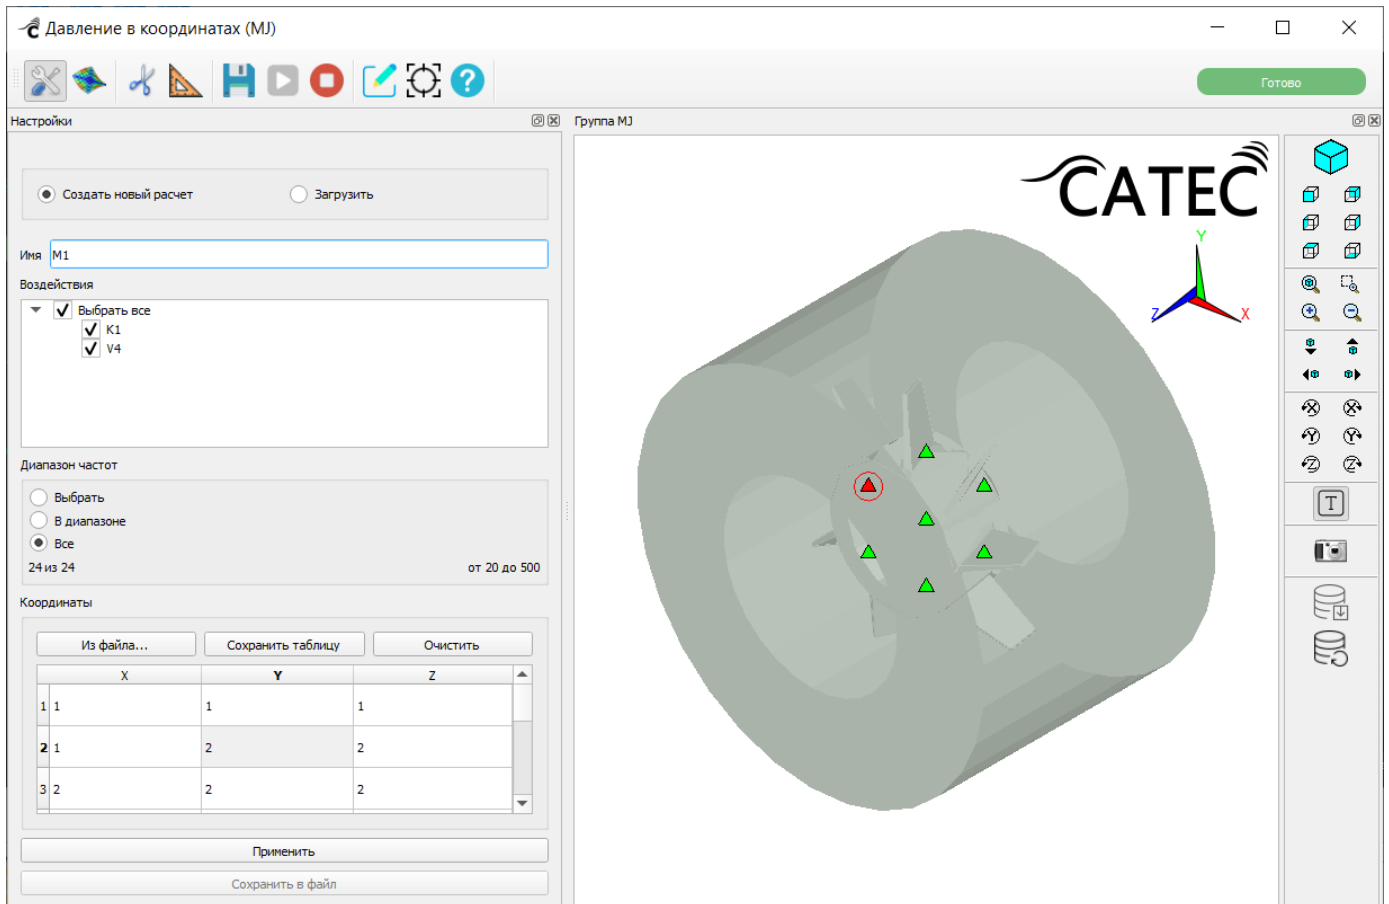 Давление в координатах (MJ)
Готово
Настройки
Группа MJ
Создать новый расчет
Загрузить
Имя M1
Воздействия
Выбрать все
K1
V4
Диапазон частот
Выбрать
В диапазоне
Все
24 из 24 от 20 до 500
Координаты
Из файла... Сохранить таблицу Очистить
X Y Z
1 1 1 1
2 1 2 2
3 2 2 2
Применить
Сохранить в файл
CATEC
Y
Z X
X X
Y Y
Z Z
T